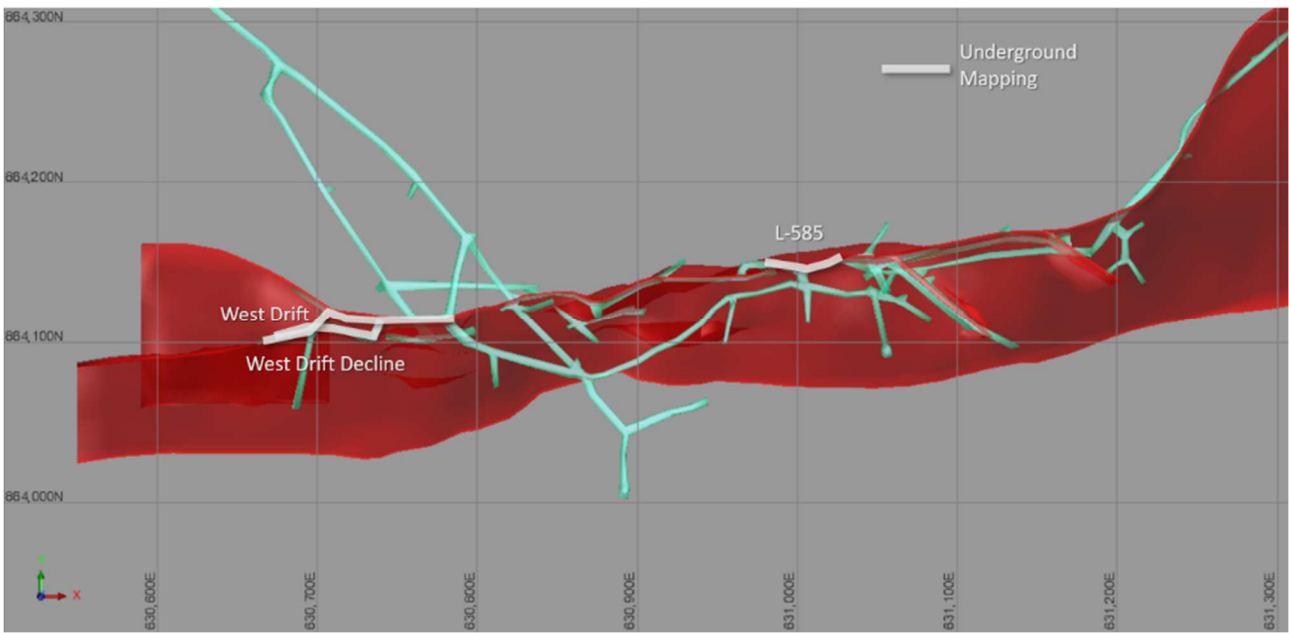 664,300N
Underground
Mapping
664,200N
L-585
West Drift
664,100N
West Drift Decline
664,000N
Y
X
630,600E
630,700E
630,800E
630,900E
631,000E
631,100E
631,200E
631,300E